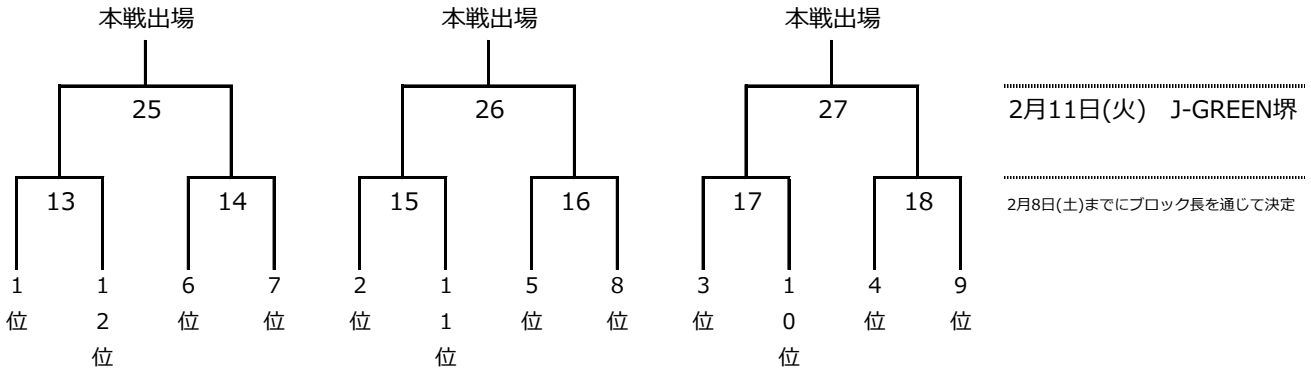 本戦出場 本戦出場 本戦出場
25 26 27 2月11日(火) J-GREEN堺
13 14 15 16 17 18 2月8日(土)までにブロック長を通じて決定
1位 12位 6位 7位 2位 11位 5位 8位 3位 10位 4位 9位